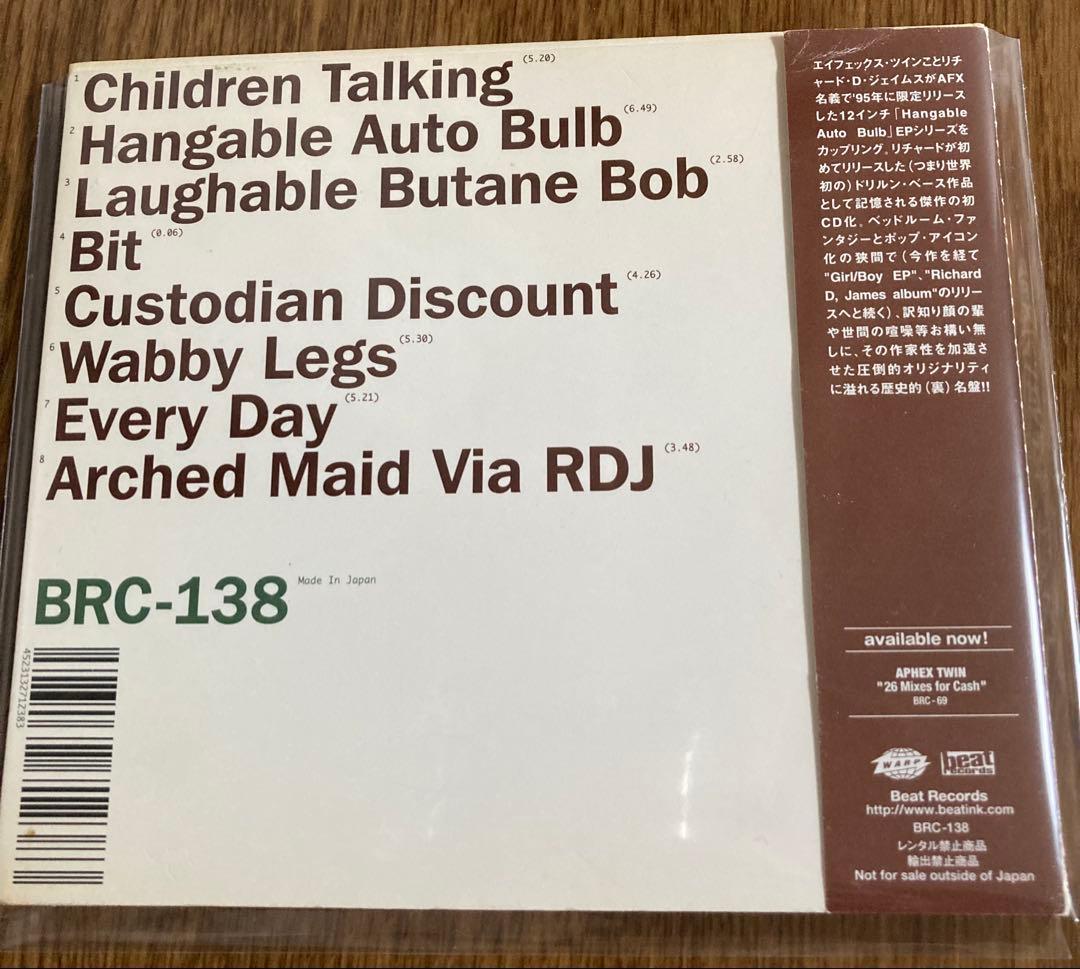 1 Children Talking (5.20)
2 Hangable Auto Bulb (6.49)
3 Laughable Butane Bob (2.58)
4 Bit (0.06)
5 Custodian Discount (4.26)
6 Wabby Legs (5.30)
7 Every Day (5.21)
8 Arched Maid Via RDJ (3.48)
BRC-138 Made In Japan
4523132712383
エイフェックス・ツインことリチ
ャード・D・ジェイムスがAFX
名義で'95年に限定リリース
した12インチ「Hangable
Auto Bulb」EPシリーズを
カップリング。リチャードが初
めてリリースした(つまり世界
初の)ドリルン・ベース作品
として記憶される傑作の初
CD化。ベッドルーム・ファ
ンタジーとポップ・アイコン
化の狭間で(今作を経て
"Girl/Boy EP"、"Richard
D, James album"のリリー
スへと続く)、訳知り顔の輩
や世間の喧噪等お構い無
しに、その作家性を加速さ
せた圧倒的オリジナリティ
に溢れる歴史的(裏)名盤!!
available now!
APHEX TWIN
"26 Mixes for Cash"
BRC-69
WARP beat records
Beat Records
http://www.beatink.com
BRC-138
レンタル禁止商品
輸出禁止商品
Not for sale outside of Japan